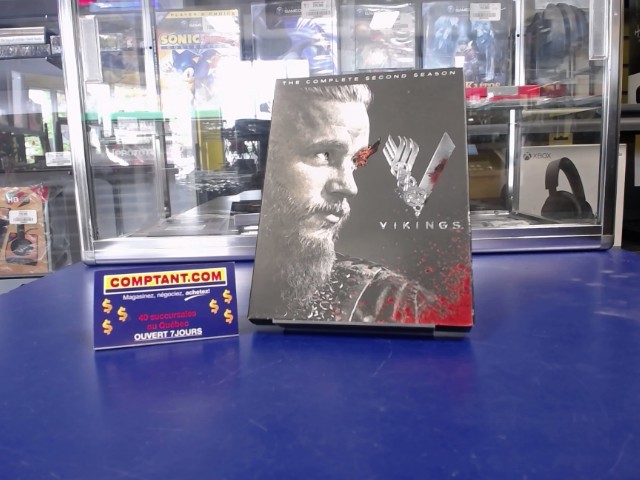 SONIC
THE COMPLETE SECOND SEASON
VIKINGS
XBOX
COMPTANT.COM
Magasinez, négociez, achetez!
40 succursales
au Québec
OUVERT 7JOURS